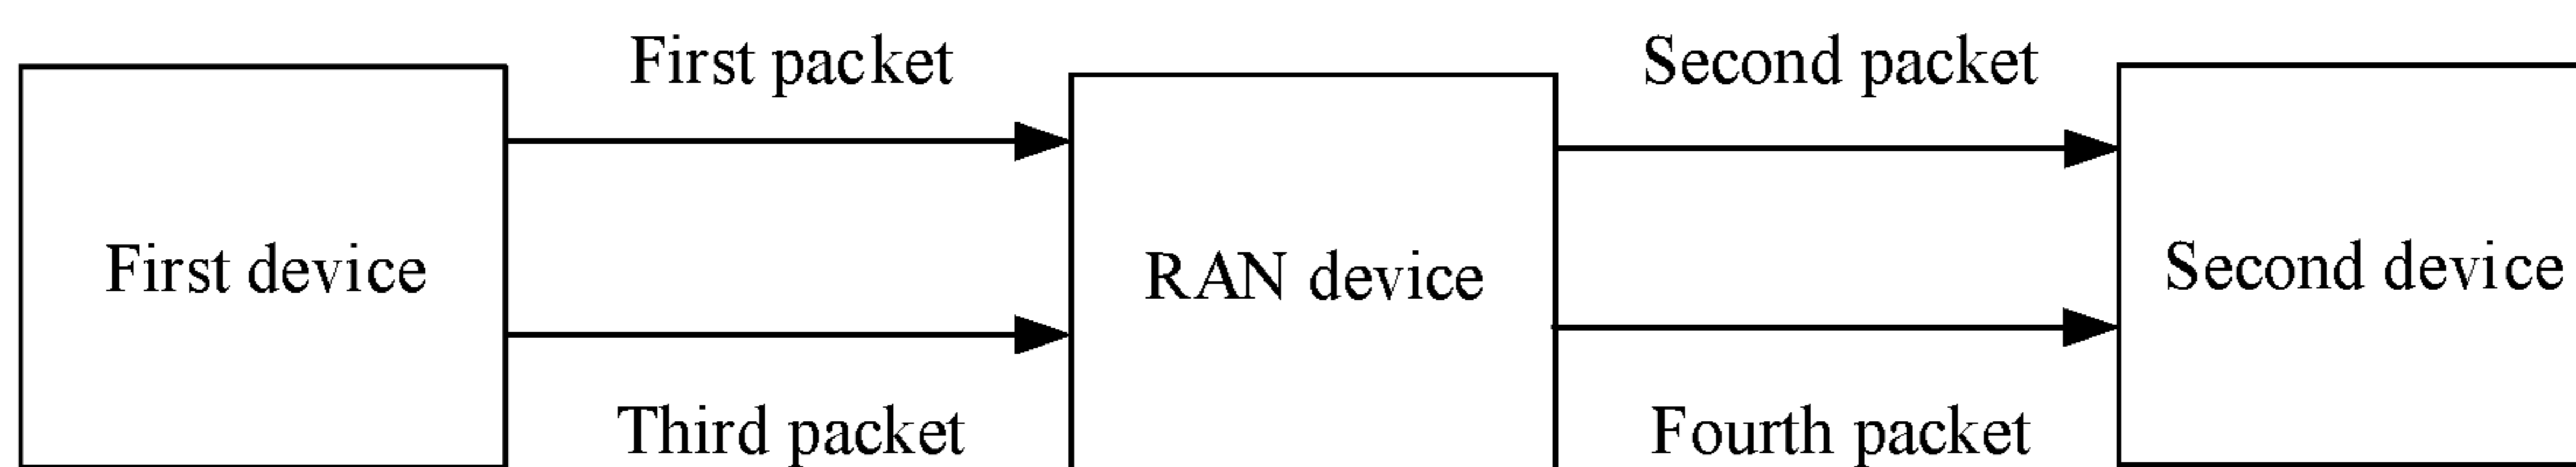 First packet
Second packet
First device
RAN device
Second device
Third packet
Fourth packet